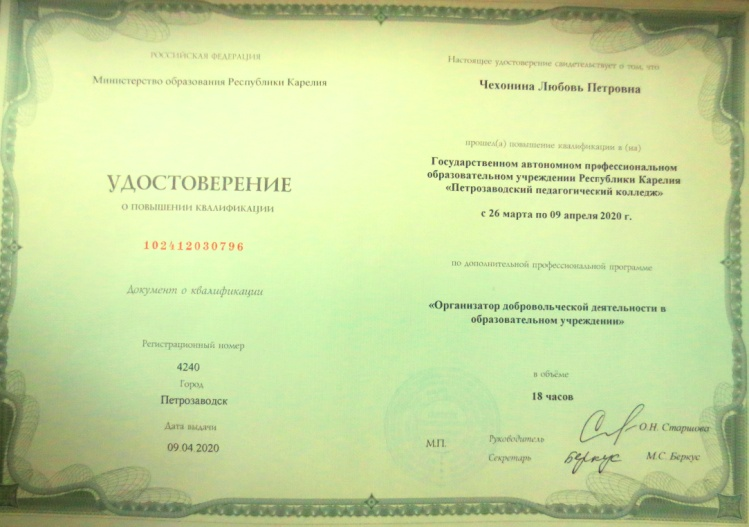 РОССИЙСКАЯ ФЕДЕРАЦИЯ
Министерство образования Республики Карелия
УДОСТОВЕРЕНИЕ
О ПОВЫШЕНИИ КВАЛИФИКАЦИИ
102412030796
Документ о квалификации
Регистрационный номер
4240
Город
Петрозаводск
Дата выдачи
09.04.2020
Настоящее удостоверение свидетельствует о том, что
Чехонина Любовь Петровна
прошел(а) повышение квалификации в (на)
Государственном автономном профессиональном
образовательном учреждении Республики Карелия
«Петрозаводский педагогический колледж»
с 26 марта по 09 апреля 2020 г.
по дополнительной профессиональной программе
«Организатор добровольческой деятельности в
образовательном учреждении»
в объёме
18 часов
М.П.
Руководитель
О.Н. Старшова
Секретарь
Беркус
М.С. Беркус